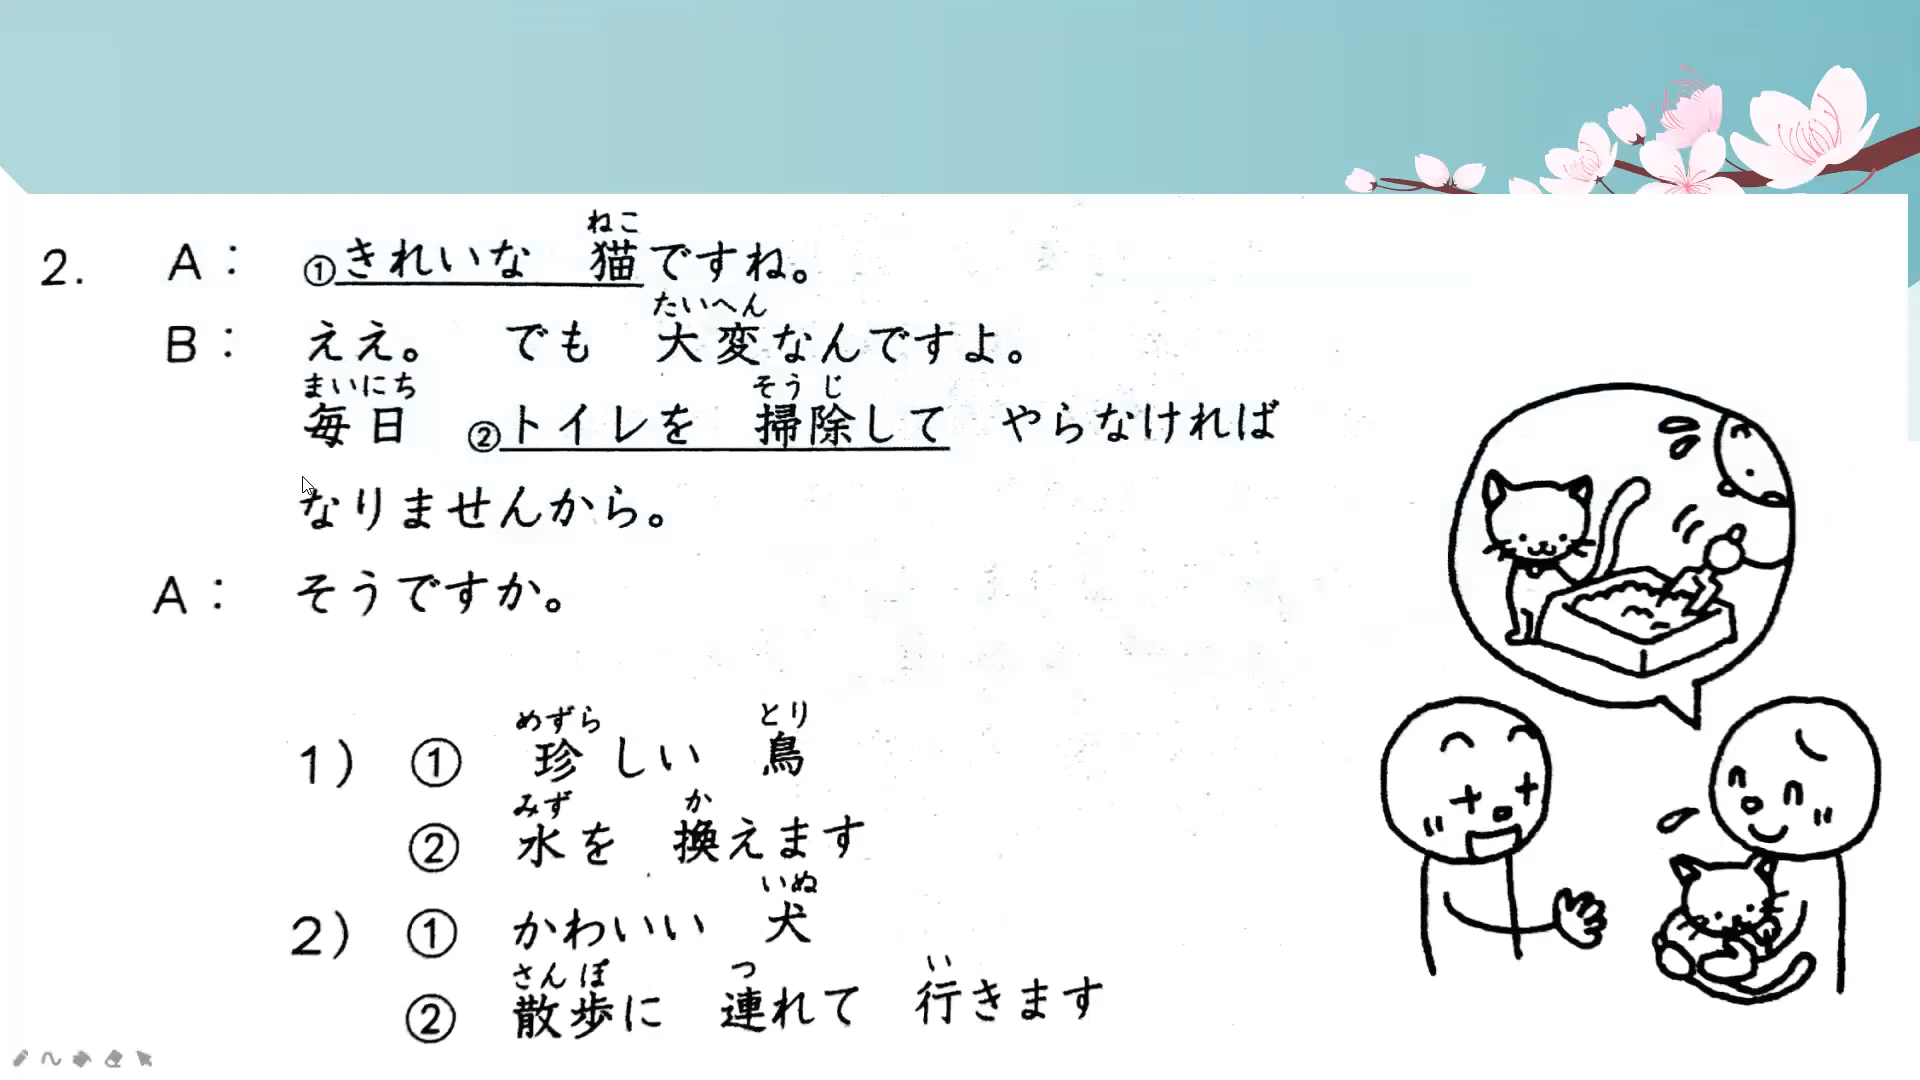 ねこ
2. A： ①きれいな 猫ですね。
たいへん
B： ええ。 でも 大変なんですよ。
まいにち そうじ
毎日 ②トイレを 掃除して やらなければ
なりませんから。
A： そうですか。
めずら とり
1) ① 珍しい 鳥
みず か
② 水を 換えます
いぬ
2) ① かわいい 犬
さんぽ つ い
② 散歩に 連れて 行きます